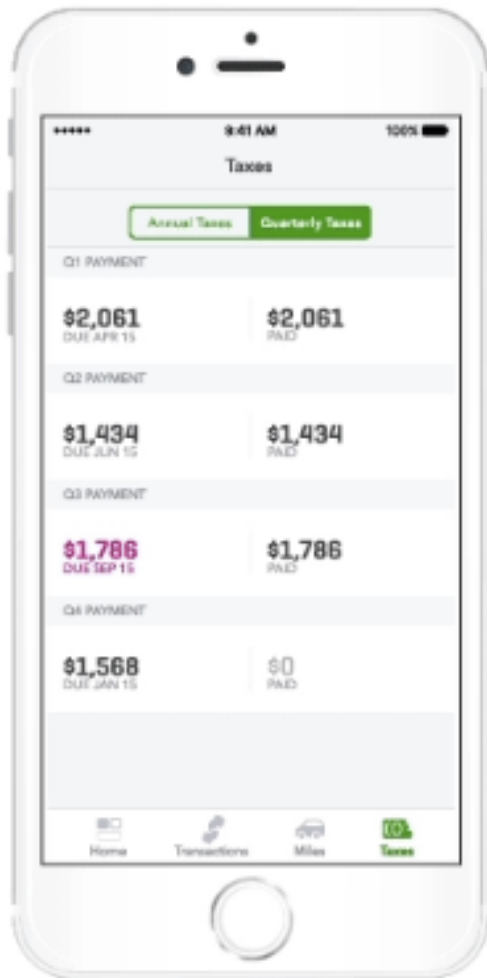 9:41 AM 100%
Taxes
Annual Taxes Quarterly Taxes
Q1 PAYMENT
$2,061 $2,061
DUE APR 15 PAID
Q2 PAYMENT
$1,434 $1,434
DUE JUN 15 PAID
Q3 PAYMENT
$1,786 $1,786
DUE SEP 15 PAID
Q4 PAYMENT
$1,568 $0
DUE JAN 15 PAID
Home Transactions Miles Taxes